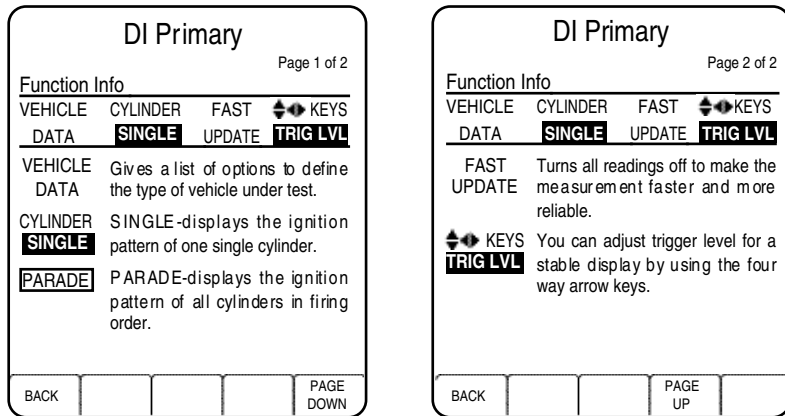 DI Primary
Page 1 of 2
Function Info
VEHICLE CYLINDER FAST KEYS
DATA SINGLE UPDATE TRIG LVL
VEHICLE Gives a list of options to define
DATA the type of vehicle under test.
CYLINDER SINGLE-displays the ignition
SINGLE pattern of one single cylinder.
PARADE PARADE-displays the ignition
pattern of all cylinders in firing
order.
BACK PAGE
DOWN
DI Primary
Page 2 of 2
Function Info
VEHICLE CYLINDER FAST KEYS
DATA SINGLE UPDATE TRIG LVL
FAST Turns all readings off to make the
UPDATE measurement faster and more
reliable.
KEYS You can adjust trigger level for a
TRIG LVL stable display by using the four
way arrow keys.
BACK PAGE
UP